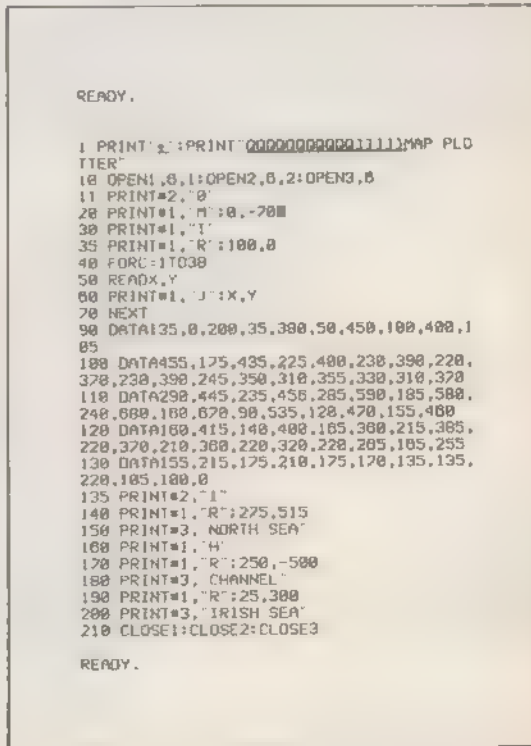 READY.
1 PRINT" ":PRINT"QQQQQQQQQQQ]]]]]]MAP PLO
TTER"
10 OPEN1,6,1:OPEN2,6,2:OPEN3,6
11 PRINT#2,"0"
20 PRINT#1,"M";0,-700
30 PRINT#1,"I"
35 PRINT#1,"R";100,0
40 FORC=1TO38
50 READX,Y
60 PRINT#1,"J";X,Y
70 NEXT
90 DATA135,0,200,35,380,50,450,100,400,1
05
100 DATA455,175,435,225,400,230,390,220,
370,230,390,245,350,310,355,330,310,370
110 DATA290,445,235,456,285,590,185,580,
240,680,160,670,90,535,120,470,155,460
120 DATA160,415,140,400,165,360,215,385,
220,370,210,360,220,320,220,265,165,255
130 DATA155,215,175,210,175,170,135,135,
220,105,100,0
135 PRINT#2,"1"
140 PRINT#1,"R";275,515
150 PRINT#3,"NORTH SEA"
160 PRINT#1,"H"
170 PRINT#1,"R";250,-500
180 PRINT#3,"CHANNEL"
190 PRINT#1,"R";25,300
200 PRINT#3,"IRISH SEA"
210 CLOSE1:CLOSE2:CLOSE3
READY.